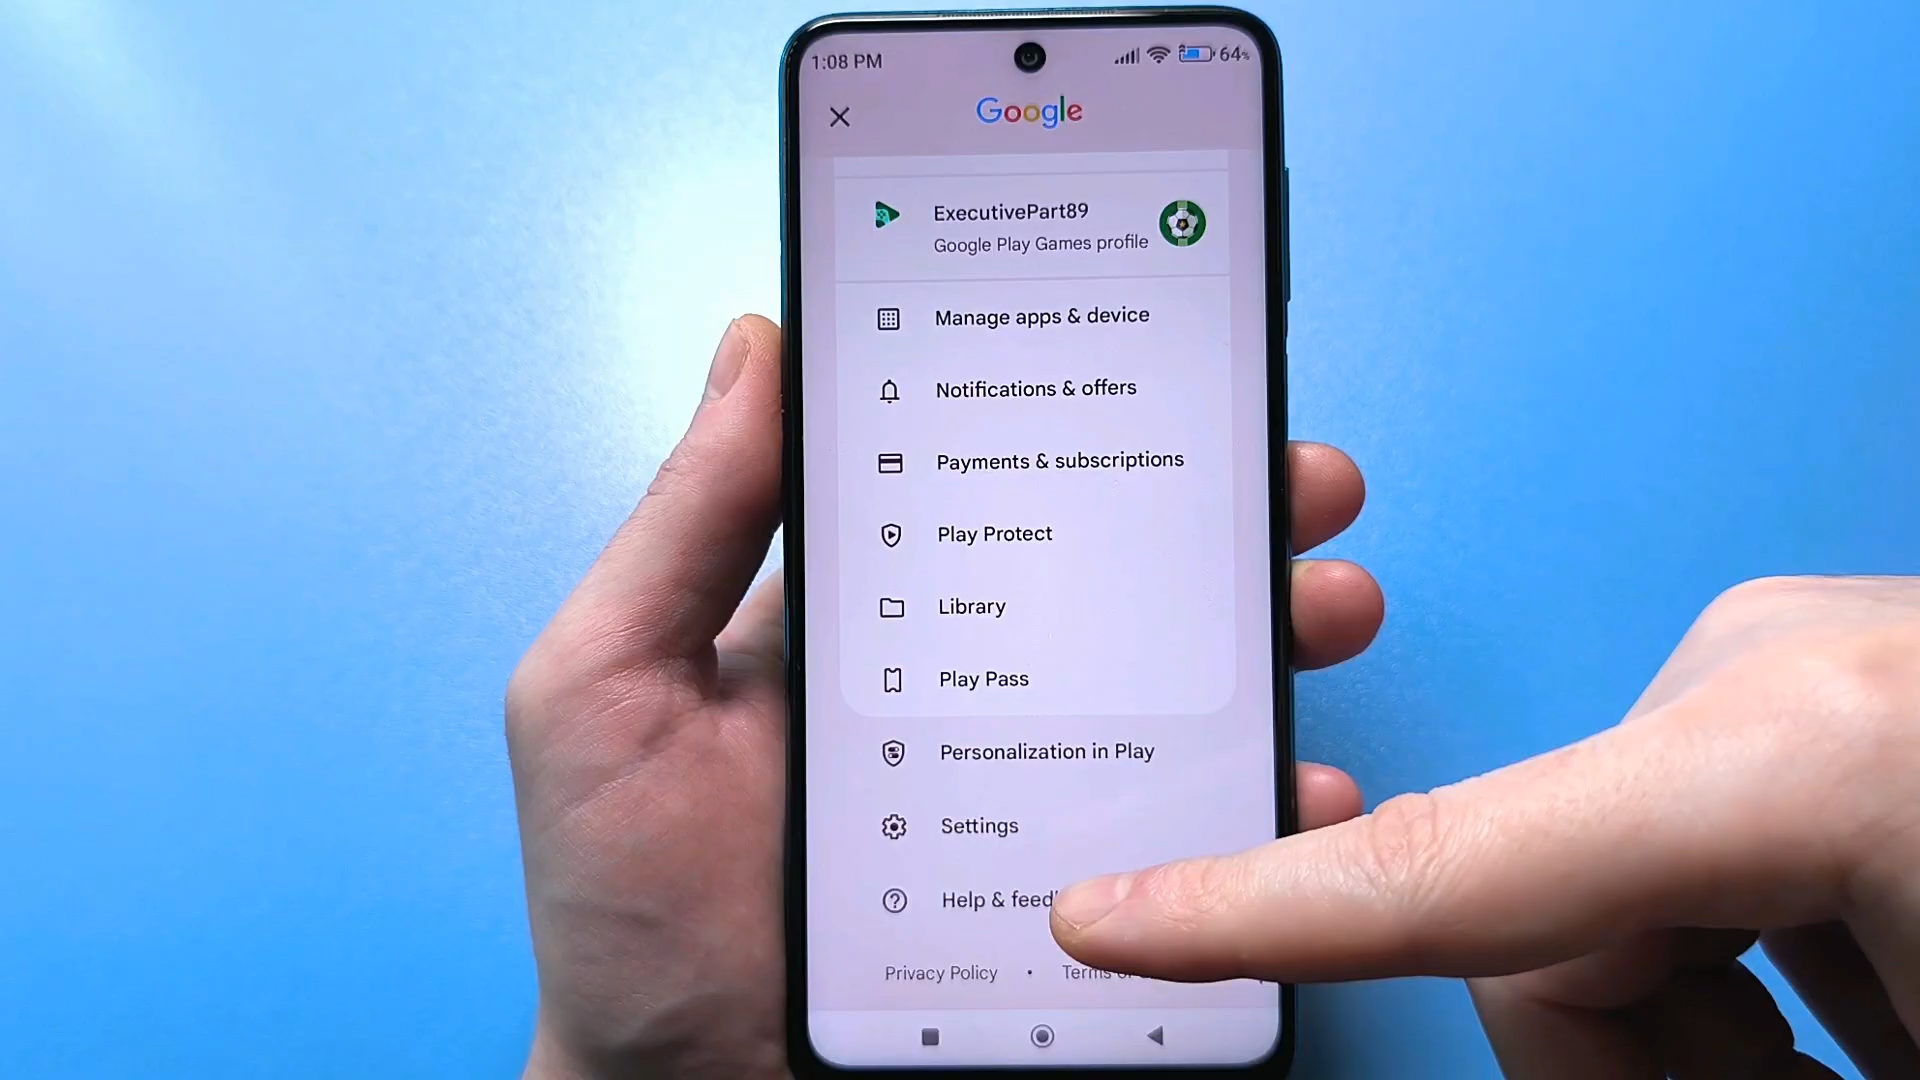 1:08 PM
64%
Google
ExecutivePart89
Google Play Games profile
Manage apps & device
Notifications & offers
Payments & subscriptions
Play Protect
Library
Play Pass
Personalization in Play
Settings
Help &
Privacy Policy • Terms